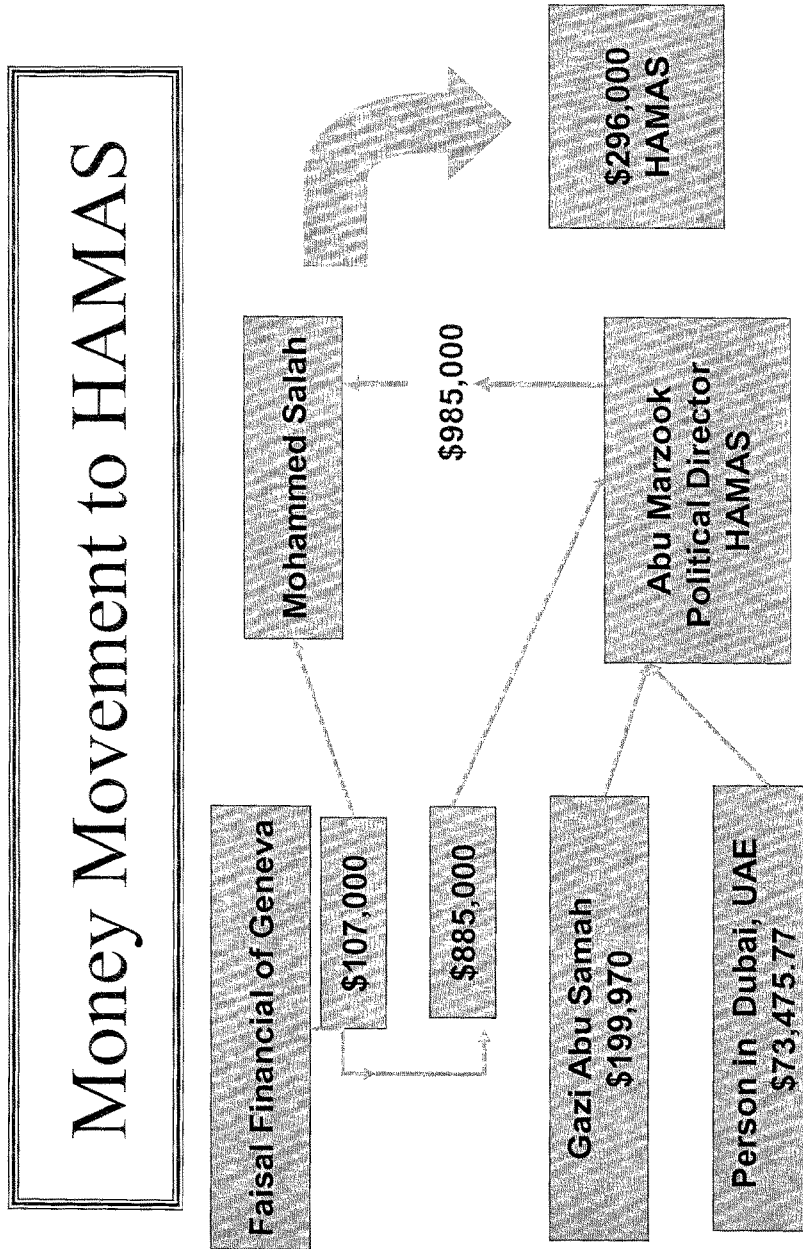 Money Movement to HAMAS
Faisal Financial of Geneva
$107,000
$885,000
Gazi Abu Samah
$199,970
Person in Dubai, UAE
$73,475.77
Mohammed Salah
$985,000
Abu Marzook
Political Director
HAMAS
$296,000
HAMAS